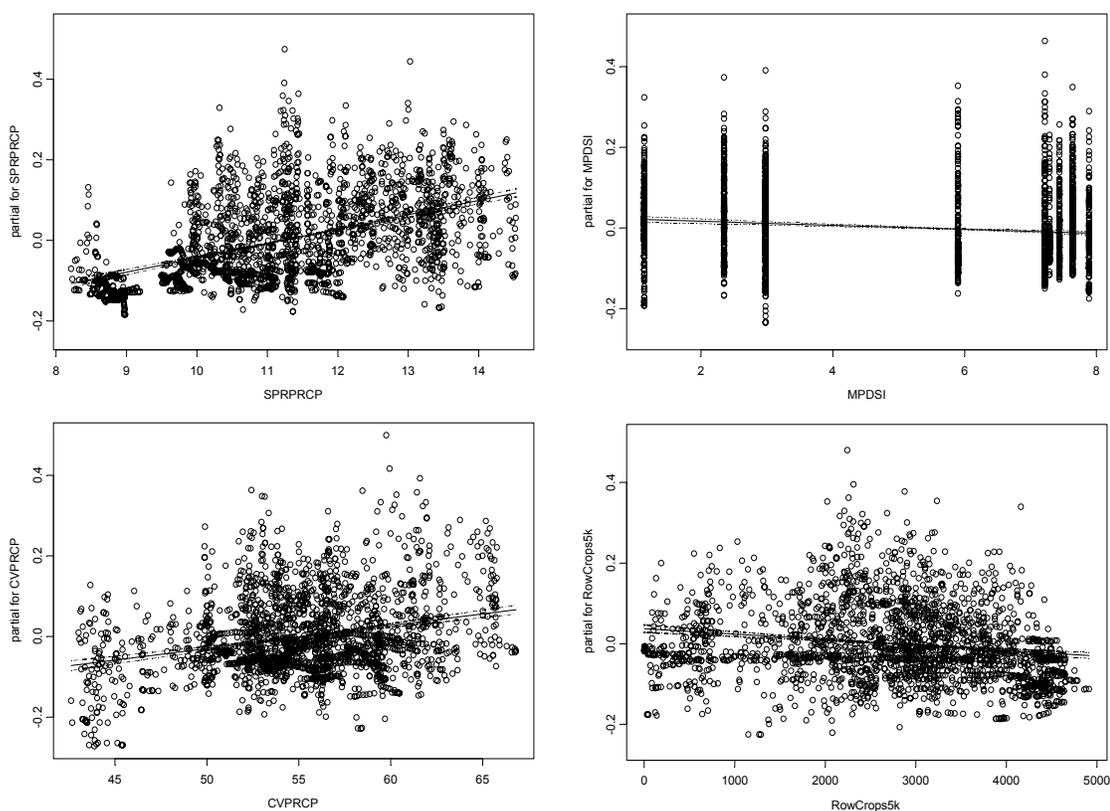 partial for SPRPRCP
0.4
0.2
0.0
-0.2
8 9 10 11 12 13 14
SPRPRCP
partial for MPDSI
0.4
0.2
0.0
-0.2
2 4 6 8
MPDSI
partial for CVPRCP
0.4
0.2
0.0
-0.2
45 50 55 60 65
CVPRCP
partial for RowCrops5k
0.4
0.2
0.0
-0.2
0 1000 2000 3000 4000 5000
RowCrops5k